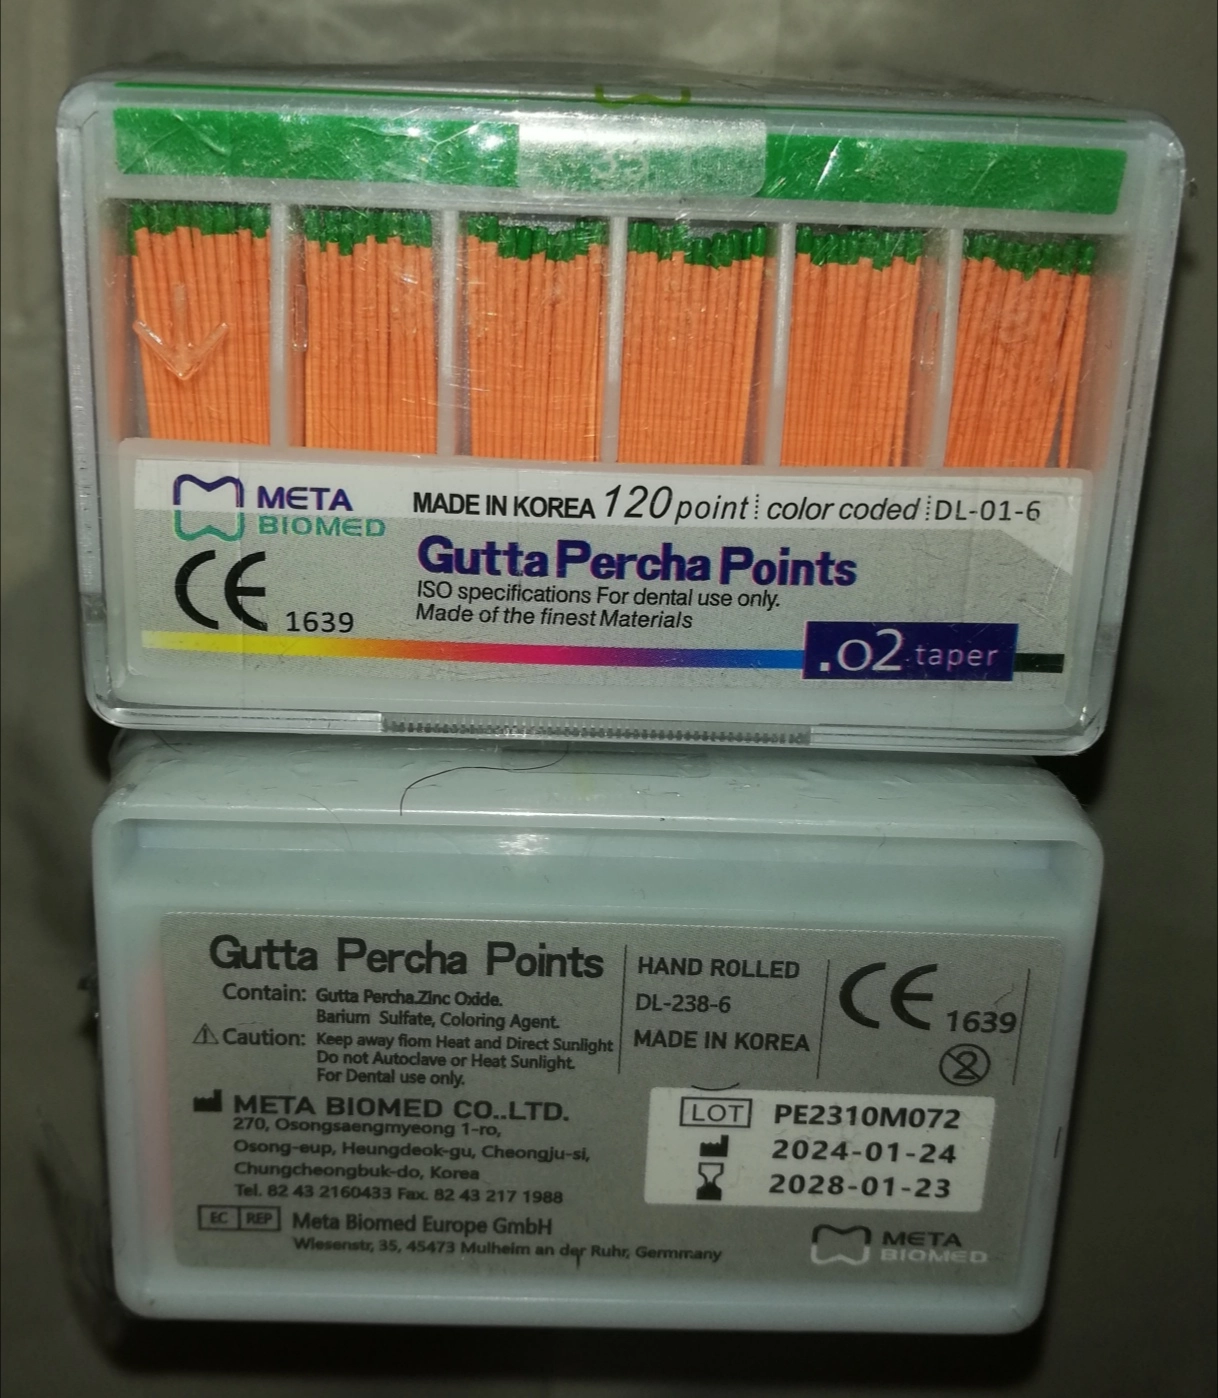 35
META
BIOMED
CE 1639
MADE IN KOREA 120 point color coded DL-01-6
Gutta Percha Points
ISO specifications For dental use only.
Made of the finest Materials
.02 taper
Gutta Percha Points
Contain: Gutta Percha.Zinc Oxide.
Barium Sulfate, Coloring Agent.
Caution: Keep away fiom Heat and Direct Sunlight
Do not Autoclave or Heat Sunlight.
For Dental use only.
HAND ROLLED
DL-238-6
MADE IN KOREA
CE 1639
2
META BIOMED CO..LTD.
270, Osongsaengmyeong 1-ro,
Osong-eup, Heungdeok-gu, Cheongju-si,
Chungcheongbuk-do, Korea
Tel. 82 43 2160433 Fax. 82 43 217 1988
EC REP Meta Biomed Europe GmbH
Wiesenstr, 35, 45473 Mulheim an der Ruhr, Germmany
LOT PE2310M072
2024-01-24
2028-01-23
META
BIOMED